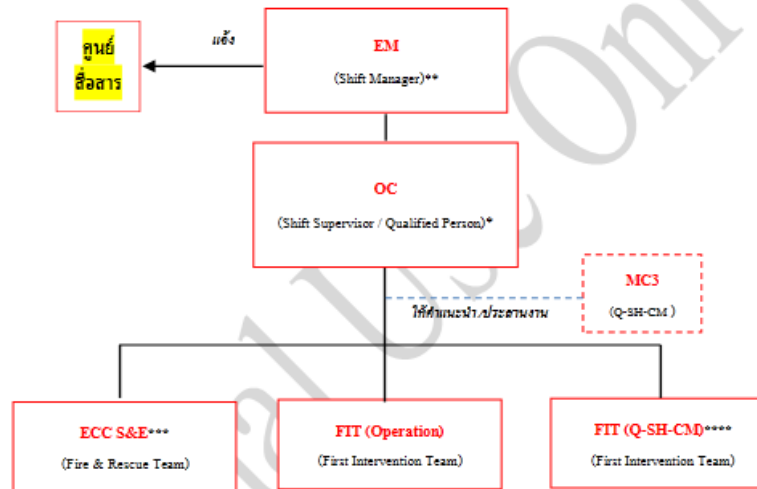 ศูนย์
สื่อสาร
แจ้ง
EM
(Shift Manager)**
OC
(Shift Supervisor / Qualified Person)*
ให้คำแนะนำ/ประสานงาน
MC3
(Q-SH-CM )
ECC S&E***
(Fire & Rescue Team)
FIT (Operation)
(First Intervention Team)
FIT (Q-SH-CM)****
(First Intervention Team)